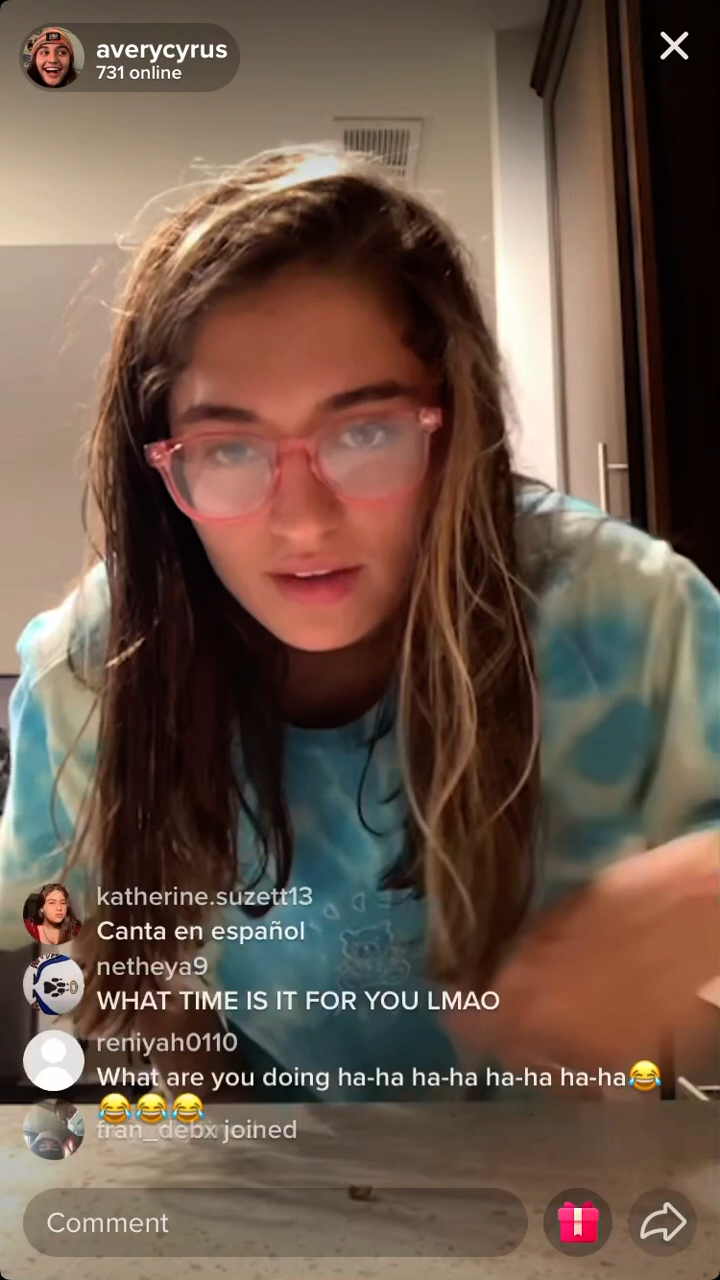 averycyrus
731 online
katherine.suzett13
Canta en español
netheya9
WHAT TIME IS IT FOR YOU LMAO
reniyah0110
What are you doing ha-ha ha-ha ha-ha ha-ha😂
😂😂😂
fran_debx joined
Comment